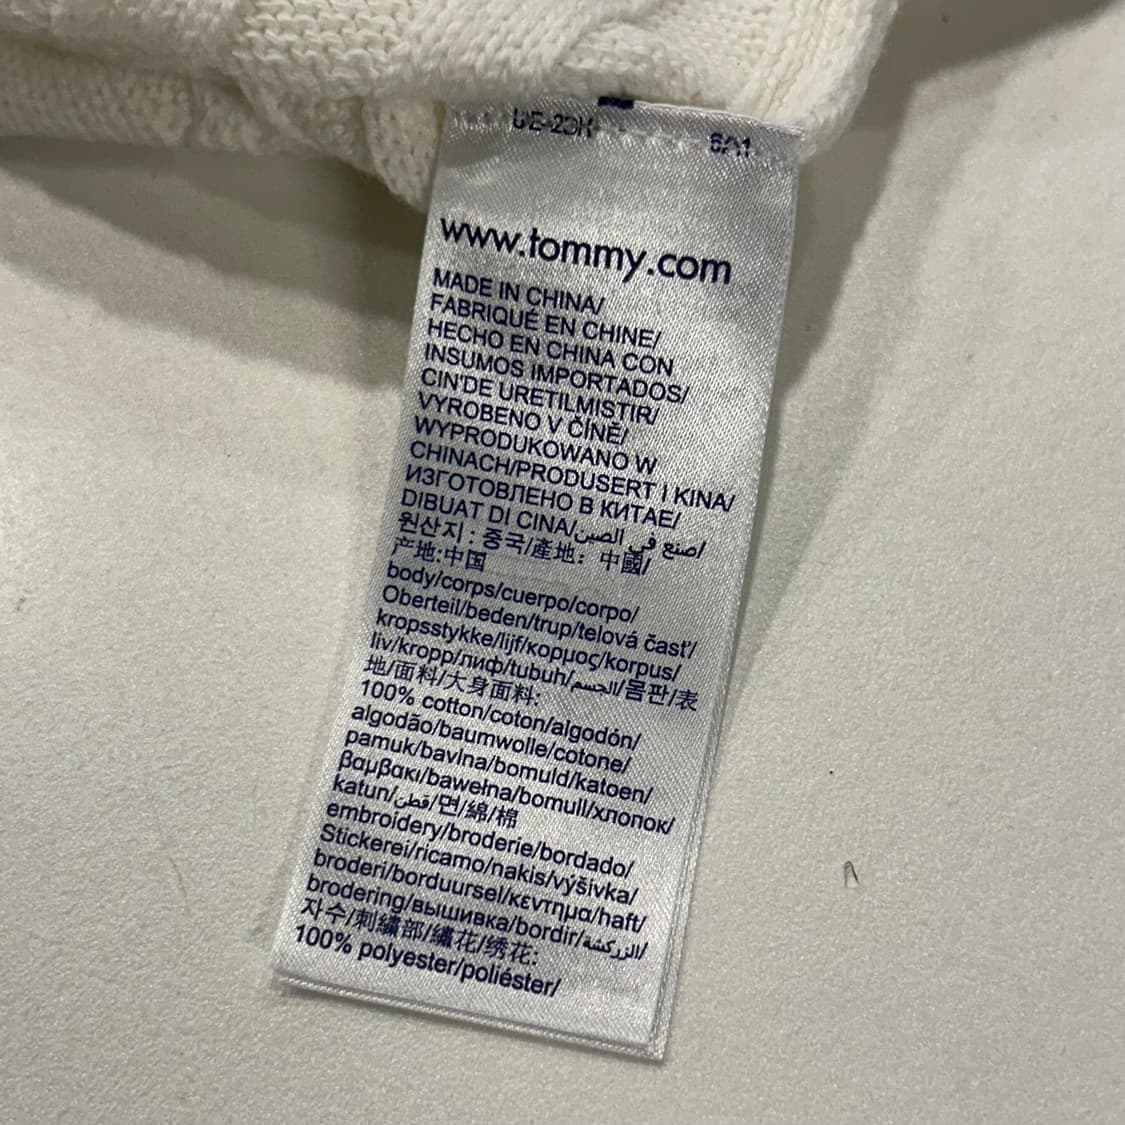 www.tommy.com
MADE IN CHINA/
FABRIQUÉ EN CHINE/
HECHO EN CHINA CON
INSUMOS IMPORTADOS/
CIN'DE URETILMISTIR/
VYROBENO V ČÍNĚ/
WYPRODUKOWANO W
CHINACH/PRODUSERT I KINA/
ИЗГОТОВЛЕНО В КИТАЕ/
DIBUAT DI CINA/صنع في الصين/
원산지 : 중국/產地: 中國/
产地:中国
body/corps/cuerpo/corpo/
Oberteil/beden/trup/telová časť/
kropsstykke/lijf/κορμος/korpus/
liv/kropp/лиф/tubuh/الجسم/몸판/表
地/面料/大身面料:
100% cotton/coton/algodón/
algodão/baumwolle/cotone/
pamuk/bavlna/bomuld/katoen/
βαμβακι/bawełna/bomull/хлопок/
katun/قطن/면/綿/棉
embroidery/broderie/bordado/
Stickerei/ricamo/nakis/výšivka/
broderi/borduursel/κεντημα/haft/
brodering/вышивка/bordir/الزركشة/
자수/刺繡部/繡花/绣花:
100% polyester/poliéster/